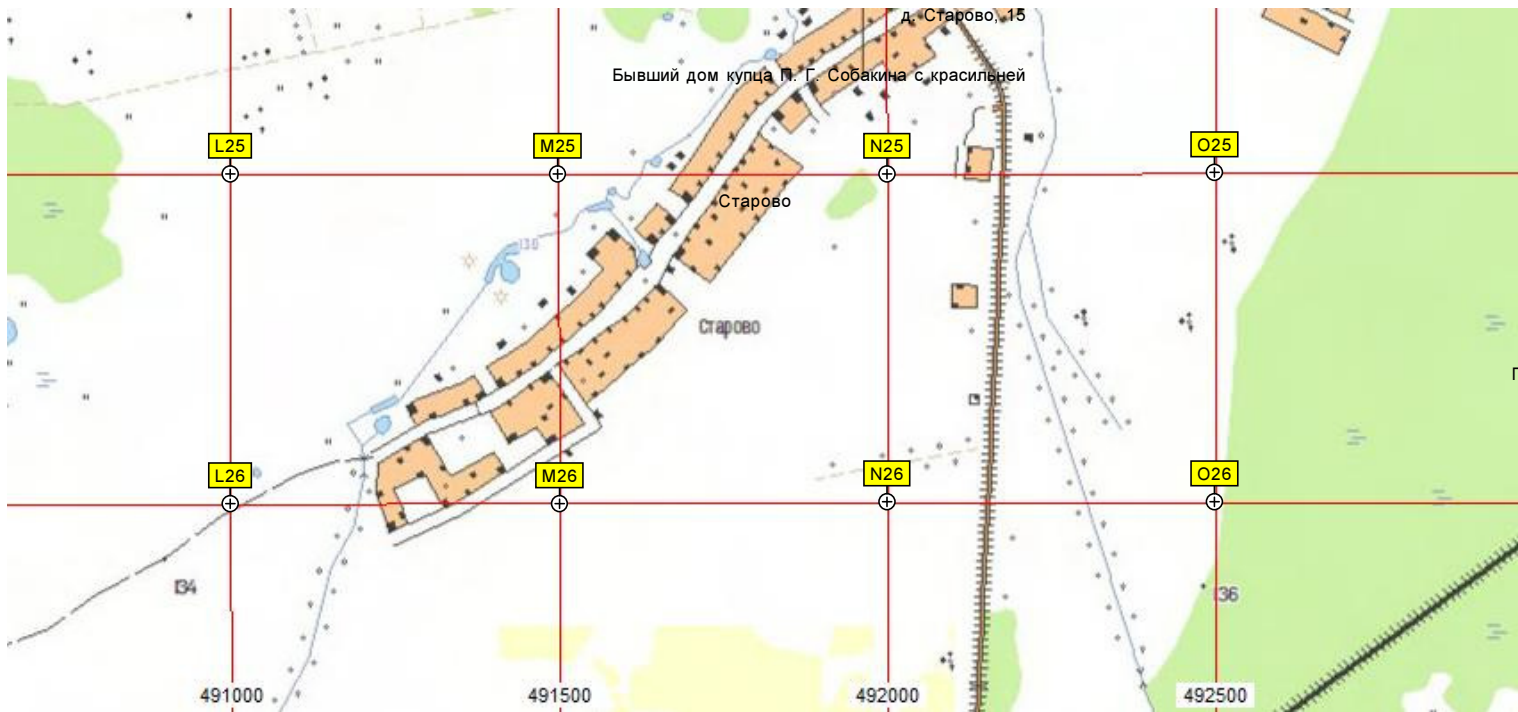 д. Старово, 15
Бывший дом купца П. Г. Собакина с красильней
L25
M25
N25
O25
Старово
130
Старово
L26
M26
N26
O26
134
136
491000
491500
492000
492500